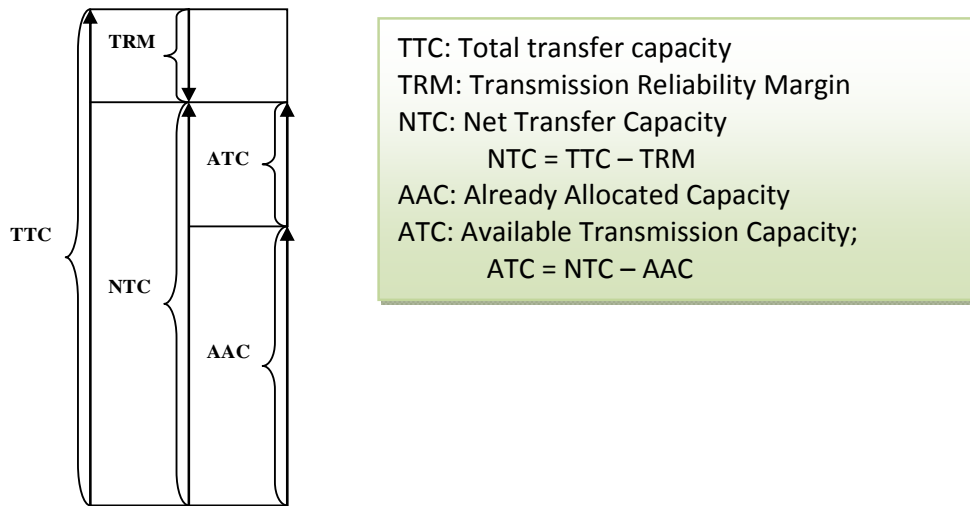 TRM
ATC
TTC
NTC
AAC
TTC: Total transfer capacity
TRM: Transmission Reliability Margin
NTC: Net Transfer Capacity
NTC = TTC – TRM
AAC: Already Allocated Capacity
ATC: Available Transmission Capacity;
ATC = NTC – AAC